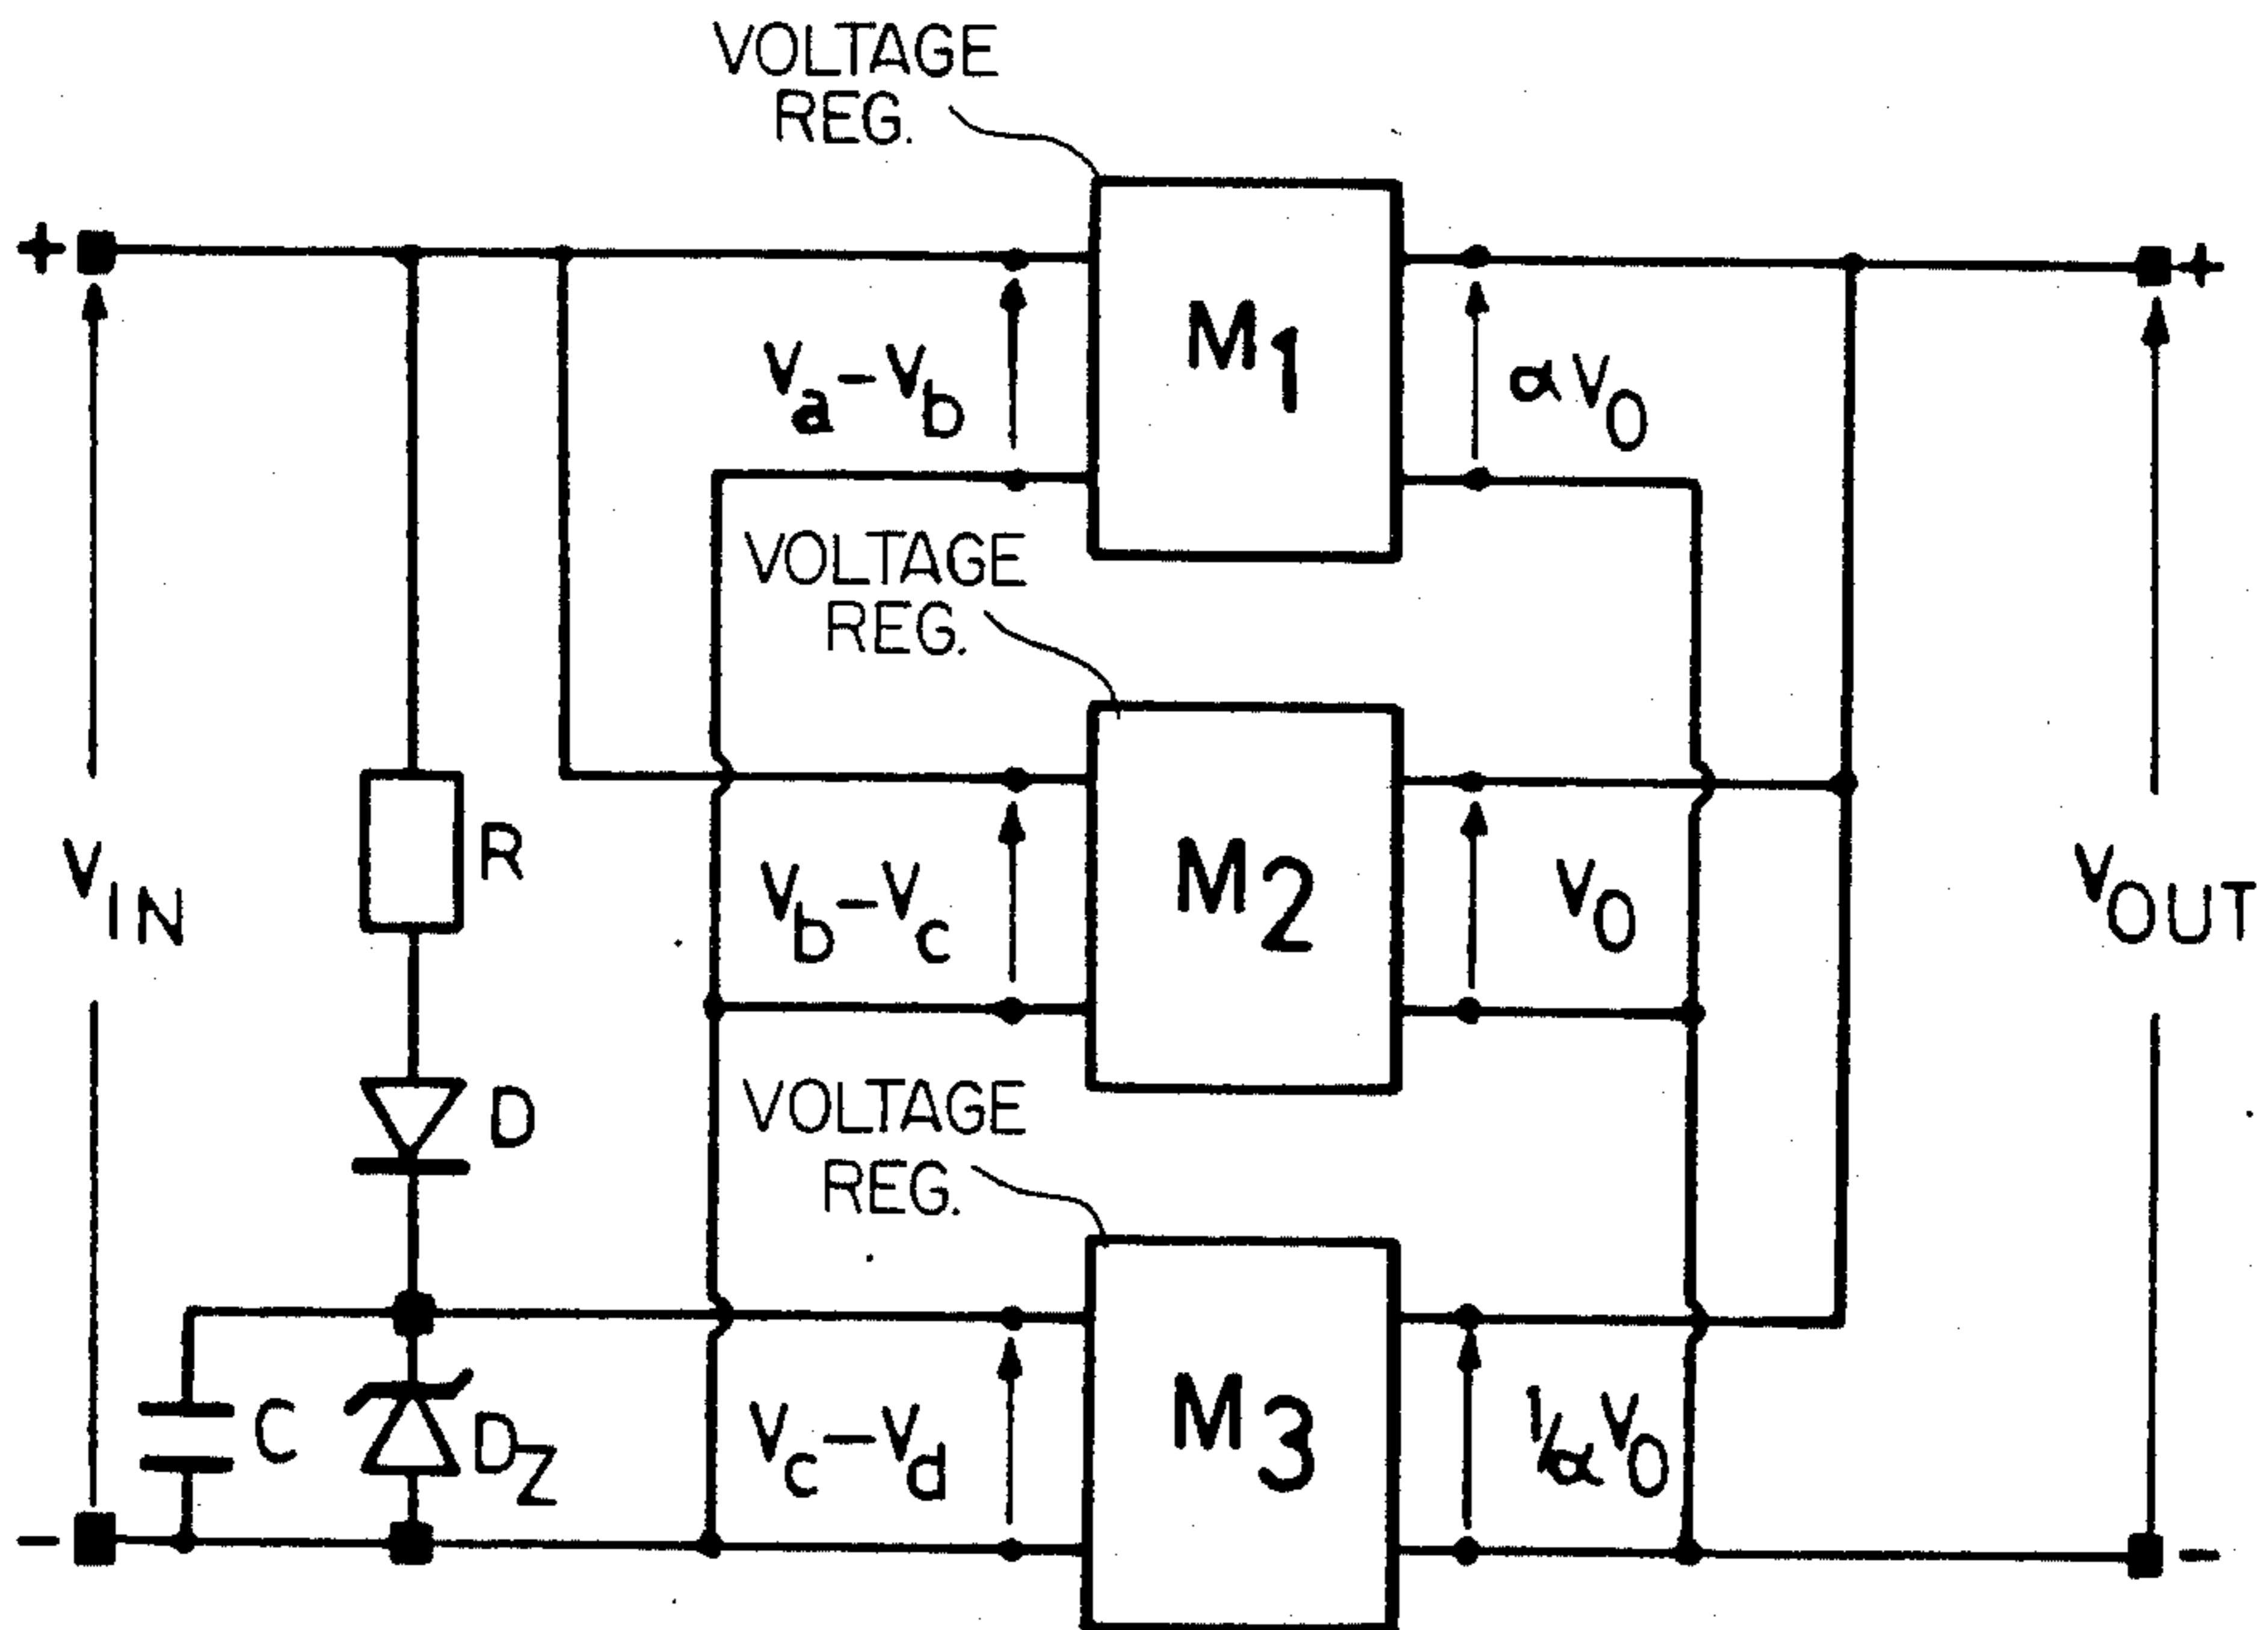 VOLTAGE
REG.
+
+
M1
Va-Vb
αV0
VOLTAGE
REG.
R
VIN
Vb-Vc
M2
V0
VOUT
D
VOLTAGE
REG.
C
DZ
Vc-Vd
M3
1/αV0
-
-